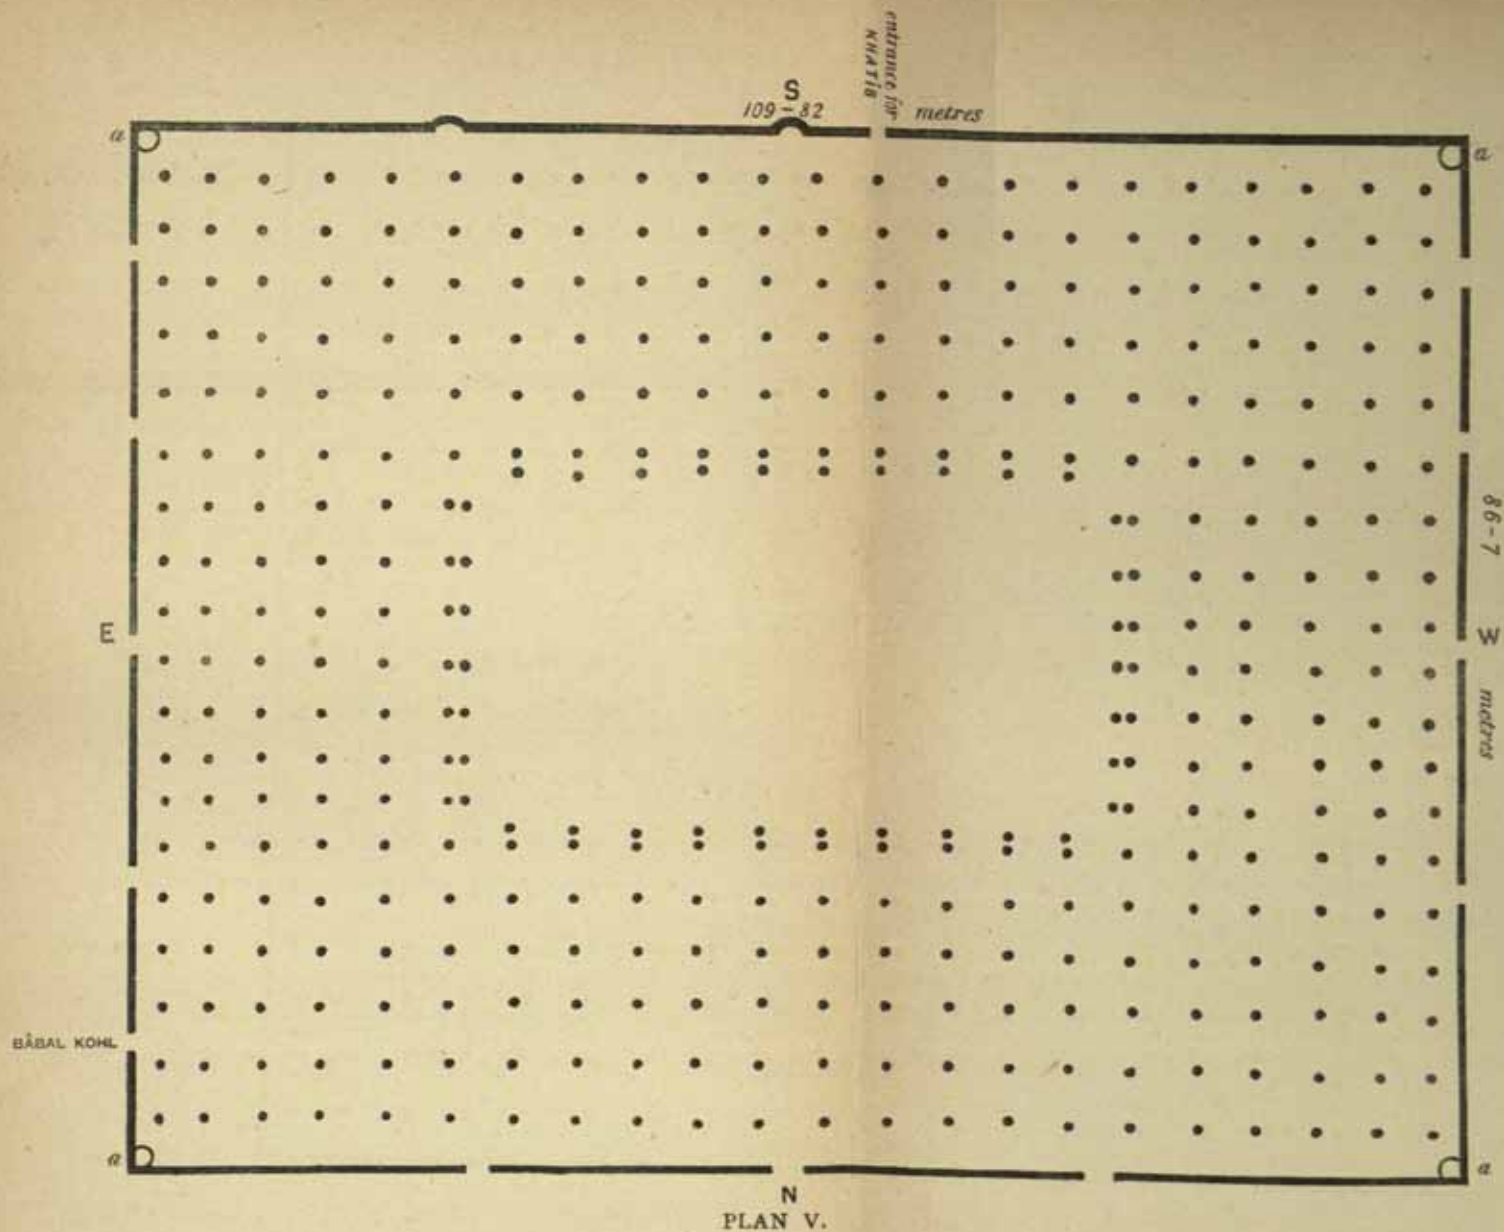 entrance for
KHATIB
S
109-82 metres
a
a
86-7
E
W
metres
BÂBAL KOHL
a
a
N
PLAN V.